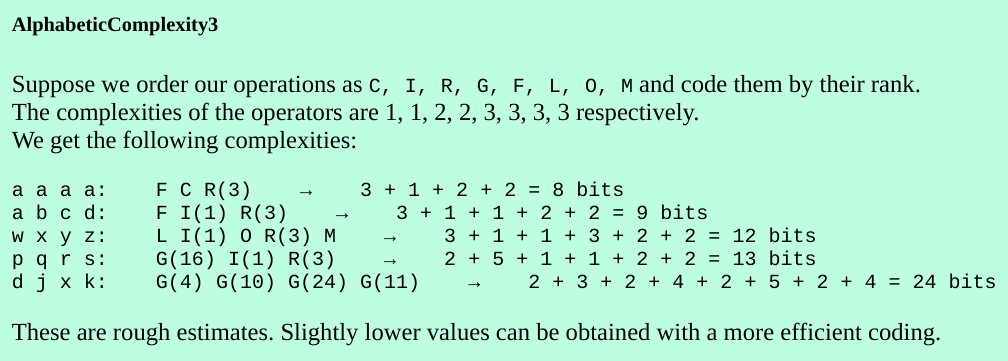 AlphabeticComplexity3
Suppose we order our operations as C, I, R, G, F, L, O, M and code them by their rank.
The complexities of the operators are 1, 1, 2, 2, 3, 3, 3, 3 respectively.
We get the following complexities:
a a a a: F C R(3) → 3 + 1 + 2 + 2 = 8 bits
a b c d: F I(1) R(3) → 3 + 1 + 1 + 2 + 2 = 9 bits
w x y z: L I(1) O R(3) M → 3 + 1 + 1 + 3 + 2 + 2 = 12 bits
p q r s: G(16) I(1) R(3) → 2 + 5 + 1 + 1 + 2 + 2 = 13 bits
d j x k: G(4) G(10) G(24) G(11) → 2 + 3 + 2 + 4 + 2 + 5 + 2 + 4 = 24 bits
These are rough estimates. Slightly lower values can be obtained with a more efficient coding.